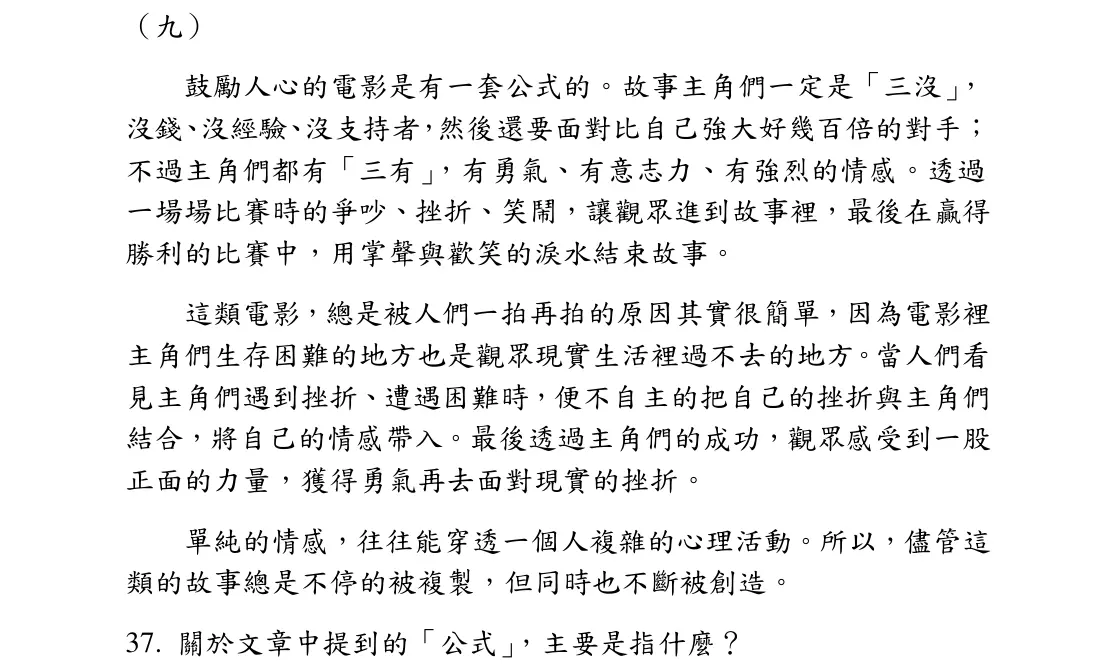 （九）
鼓勵人心的電影是有一套公式的。故事主角們一定是「三沒」，
沒錢、沒經驗、沒支持者，然後還要面對比自己強大好幾百倍的對手；
不過主角們都有「三有」，有勇氣、有意志力、有強烈的情感。透過
一場場比賽時的爭吵、挫折、笑鬧，讓觀眾進到故事裡，最後在贏得
勝利的比賽中，用掌聲與歡笑的淚水結束故事。
這類電影，總是被人們一拍再拍的原因其實很簡單，因為電影裡
主角們生存困難的地方也是觀眾現實生活裡過不去的地方。當人們看
見主角們遇到挫折、遭遇困難時，便不自主的把自己的挫折與主角們
結合，將自己的情感帶入。最後透過主角們的成功，觀眾感受到一股
正面的力量，獲得勇氣再去面對現實的挫折。
單純的情感，往往能穿透一個人複雜的心理活動。所以，儘管這
類的故事總是不停的被複製，但同時也不斷被創造。
37. 關於文章中提到的「公式」，主要是指什麼？